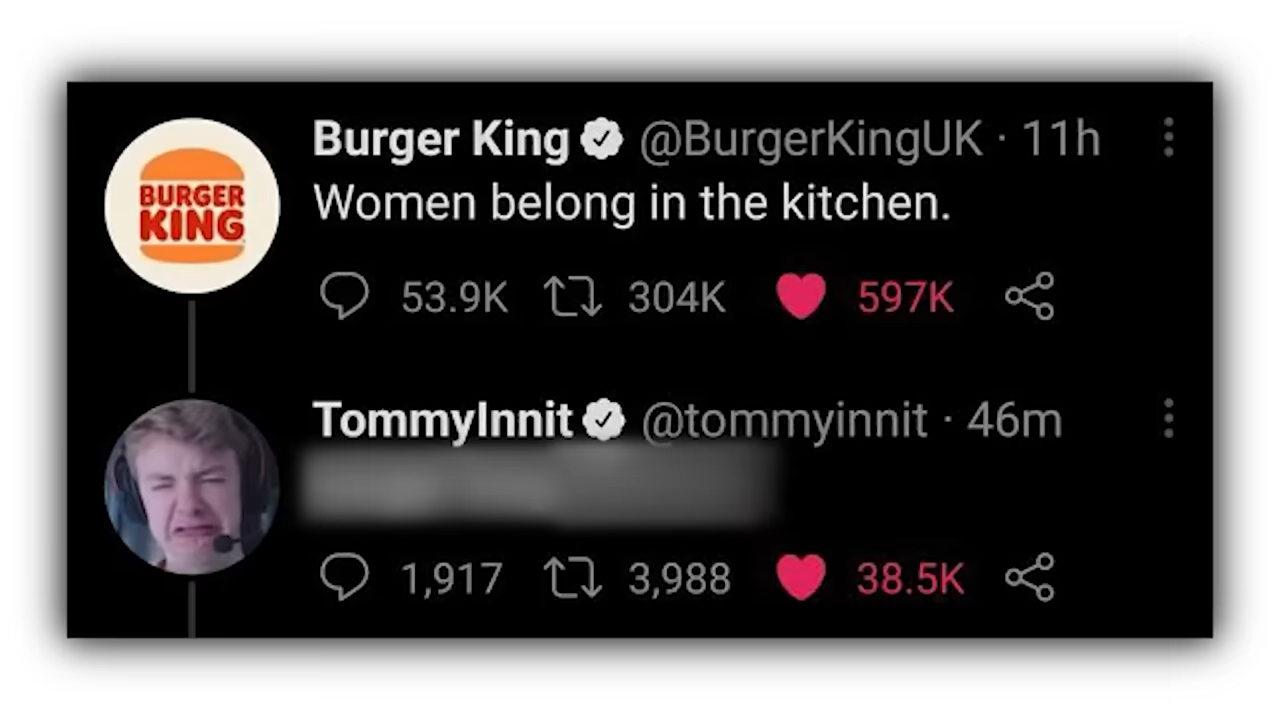 Burger King @BurgerKingUK · 11h
Women belong in the kitchen.
53.9K 304K 597K
BURGER
KING
TommyInnit @tommyinnit · 46m
1,917 3,988 38.5K